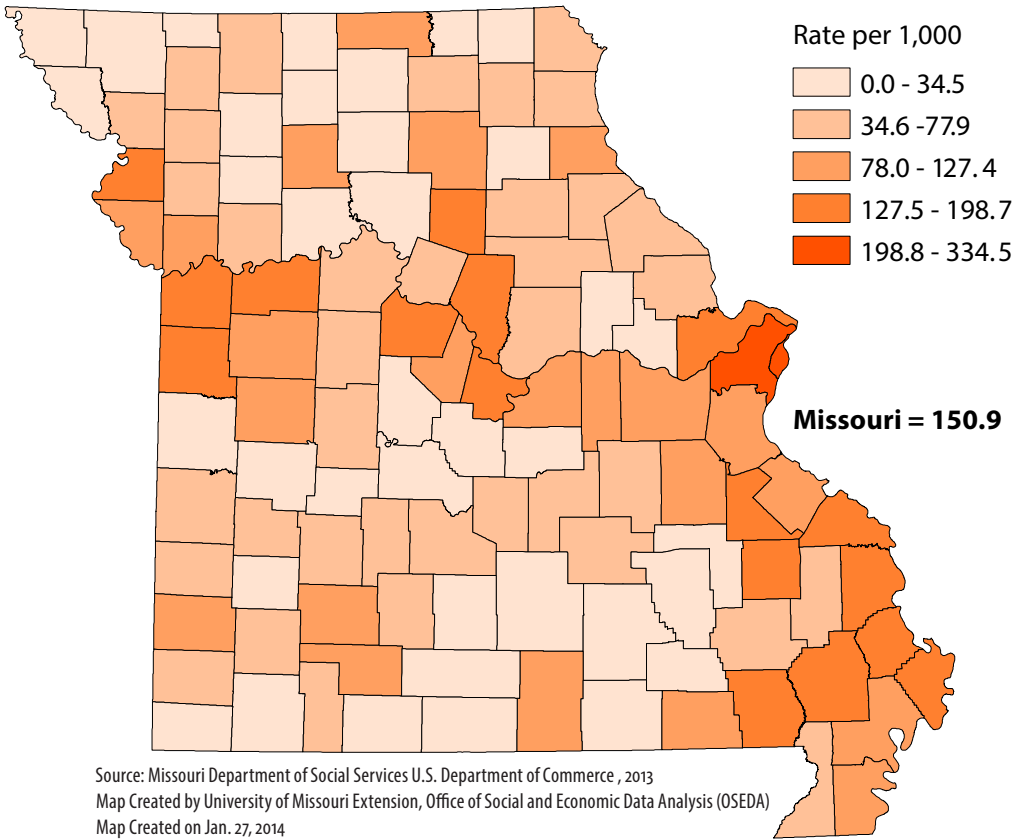 Rate per 1,000
0.0 - 34.5
34.6 -77.9
78.0 - 127.4
127.5 - 198.7
198.8 - 334.5
Missouri = 150.9
Source: Missouri Department of Social Services U.S. Department of Commerce , 2013
Map Created by University of Missouri Extension, Office of Social and Economic Data Analysis (OSEDA)
Map Created on Jan. 27, 2014